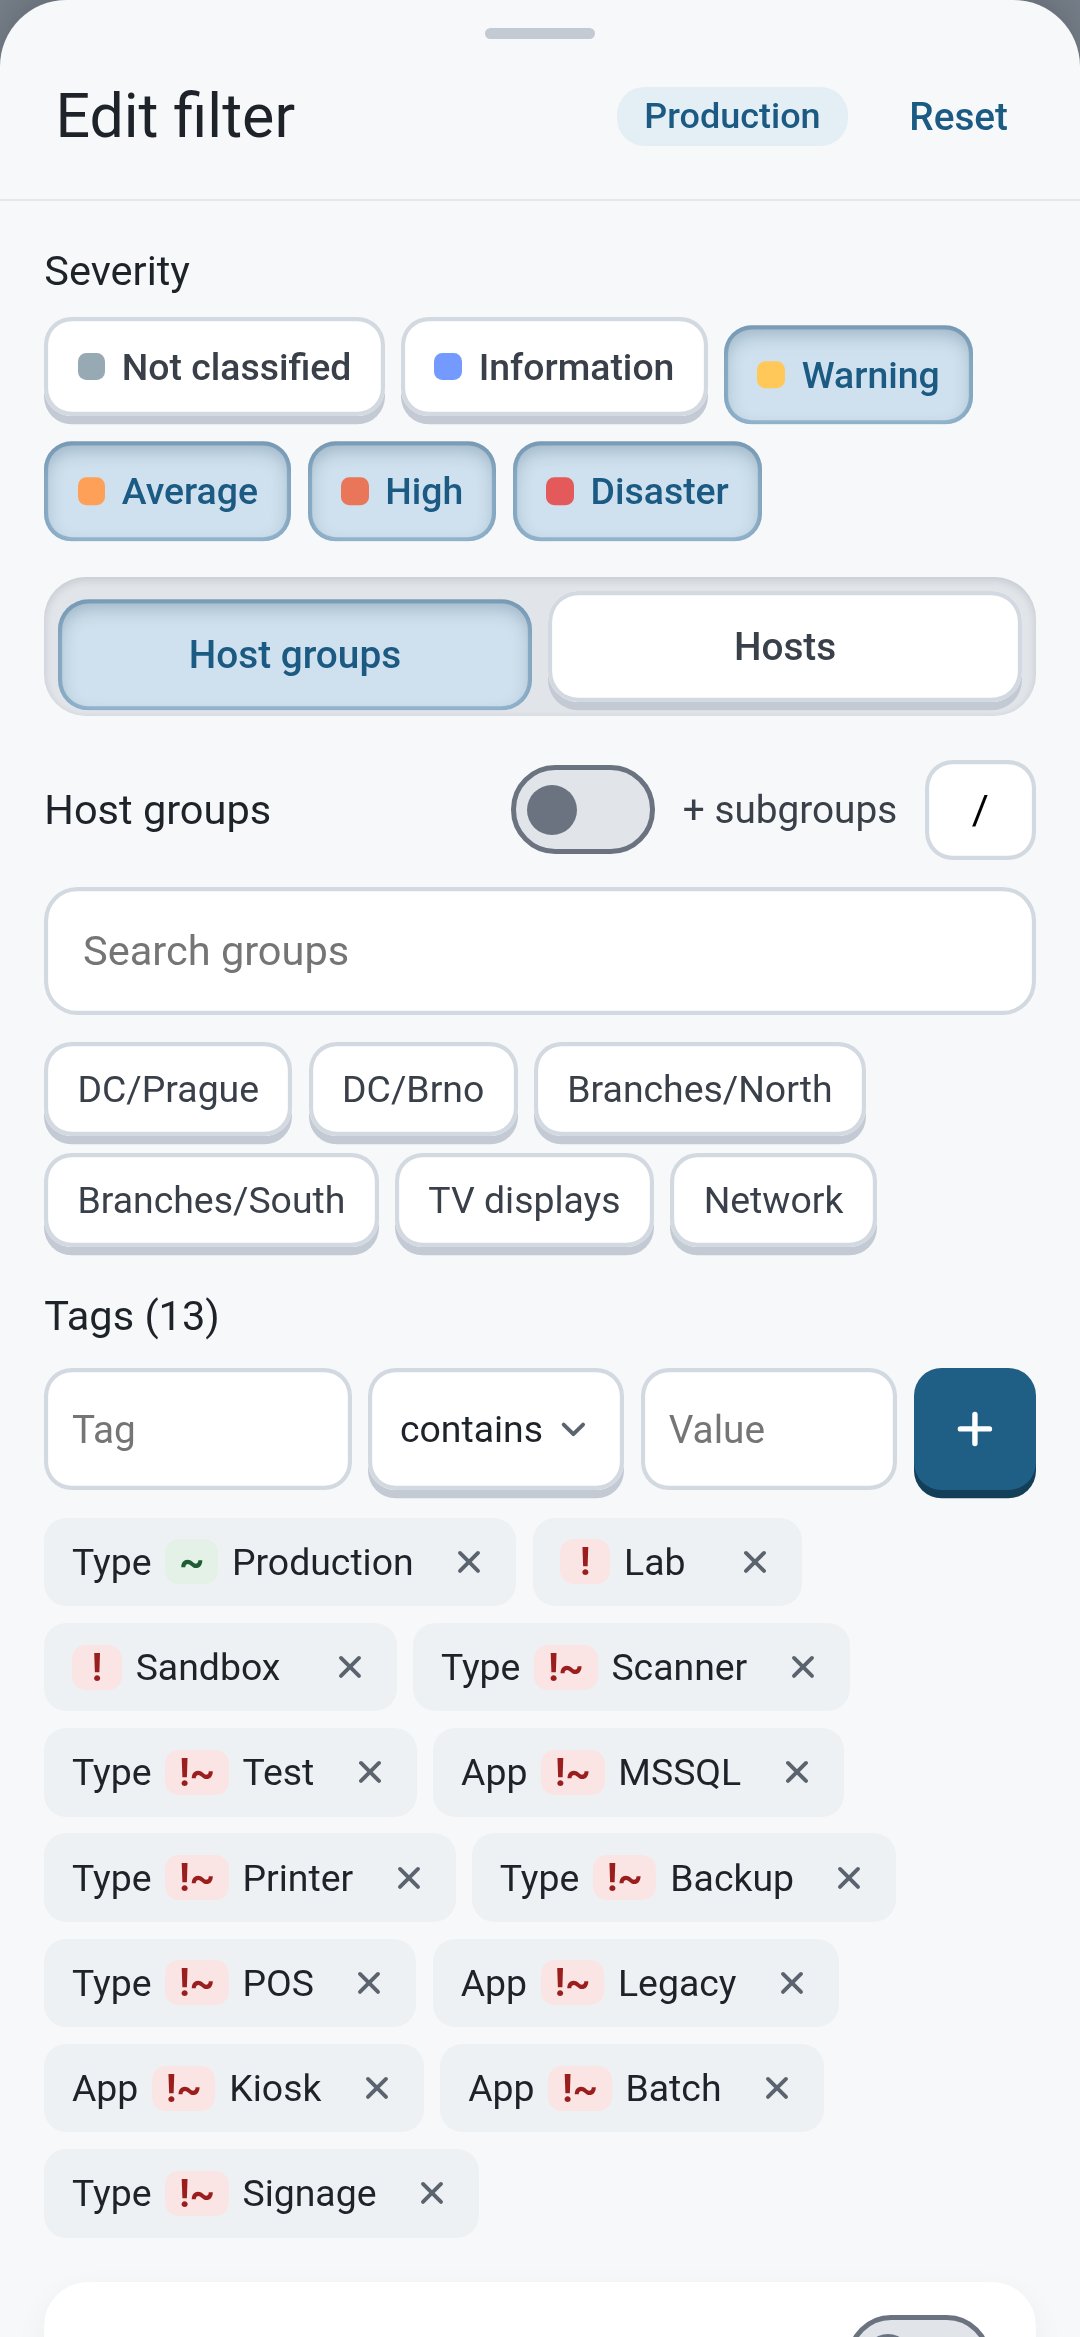 Edit filter Production Reset
Severity
Not classified Information Warning
Average High Disaster
Host groups Hosts
Host groups + subgroups /
Search groups
DC/Prague DC/Brno Branches/North
Branches/South TV displays Network
Tags (13)
Tag contains Value +
Type ~ Production × ! Lab ×
! Sandbox × Type !~ Scanner ×
Type !~ Test × App !~ MSSQL ×
Type !~ Printer × Type !~ Backup ×
Type !~ POS × App !~ Legacy ×
App !~ Kiosk × App !~ Batch ×
Type !~ Signage ×